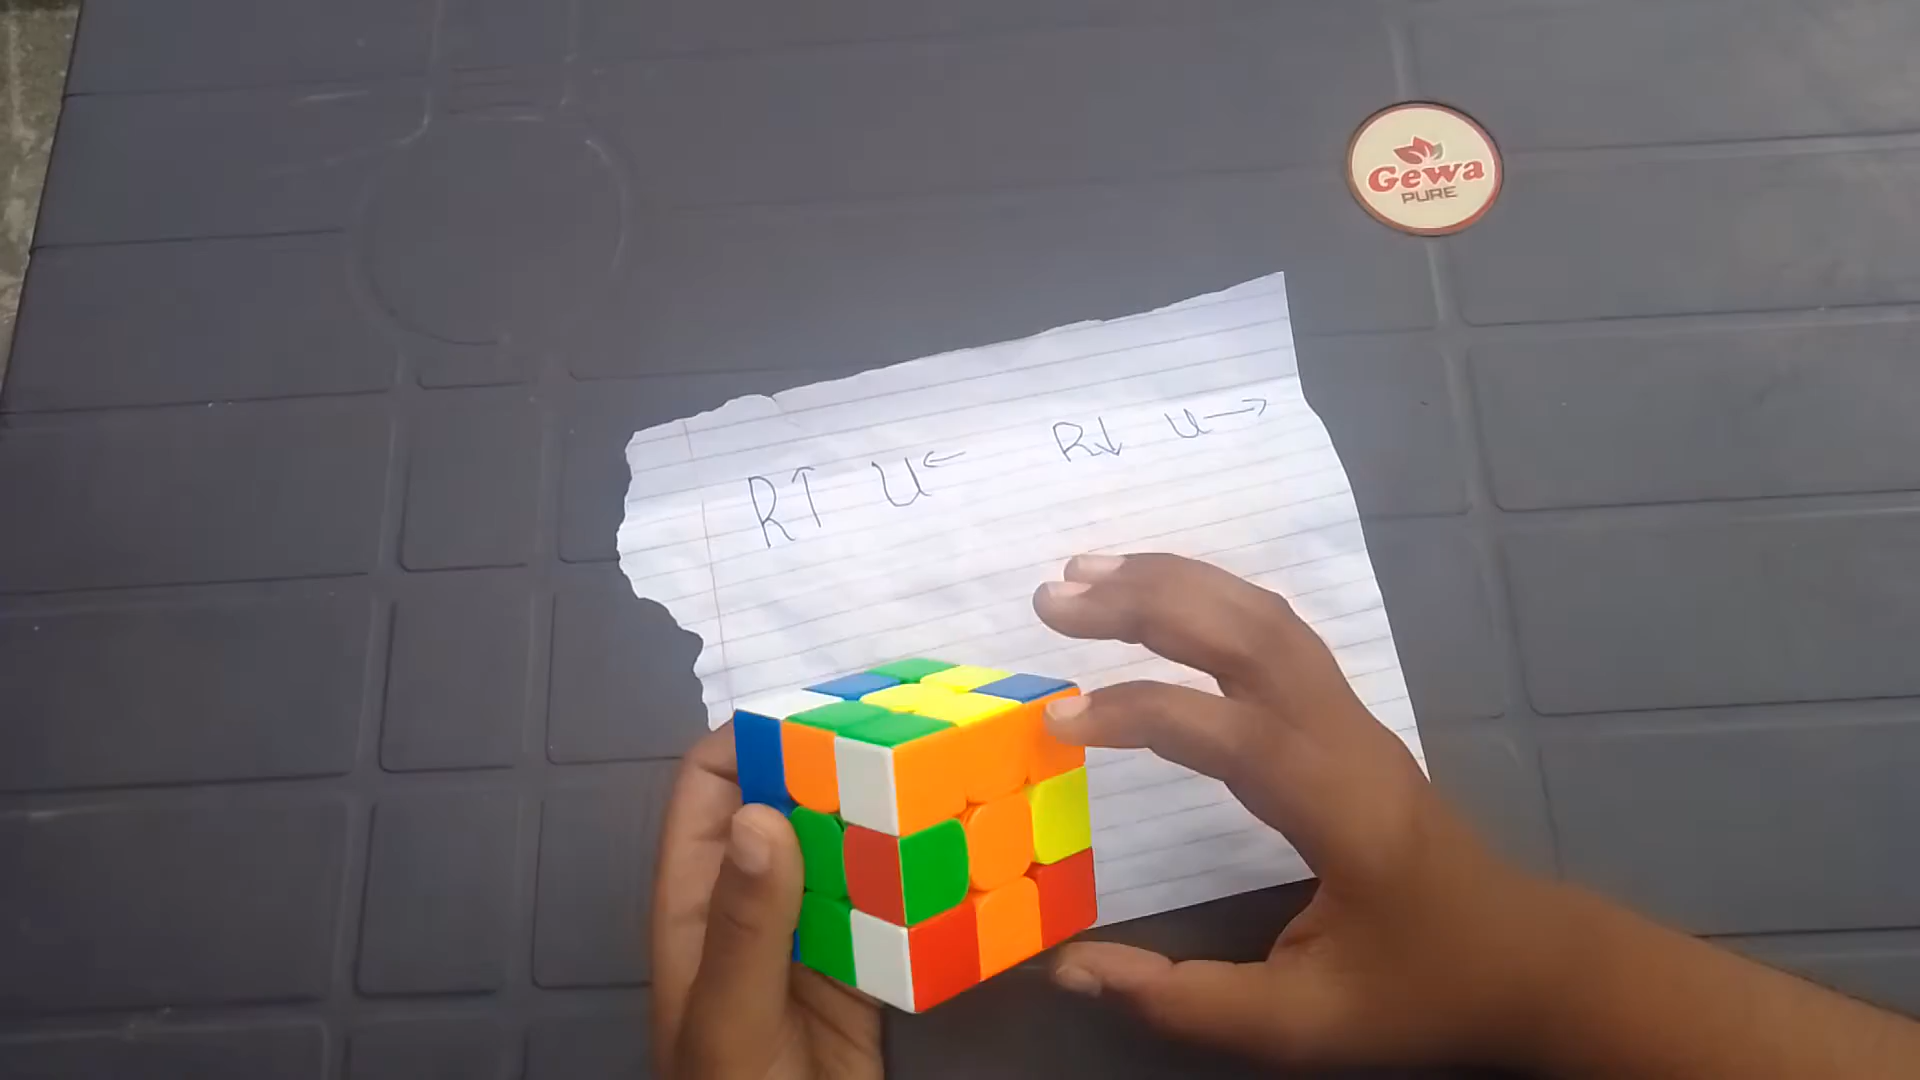 Gewa
PURE
R↑ U← R↓ U→